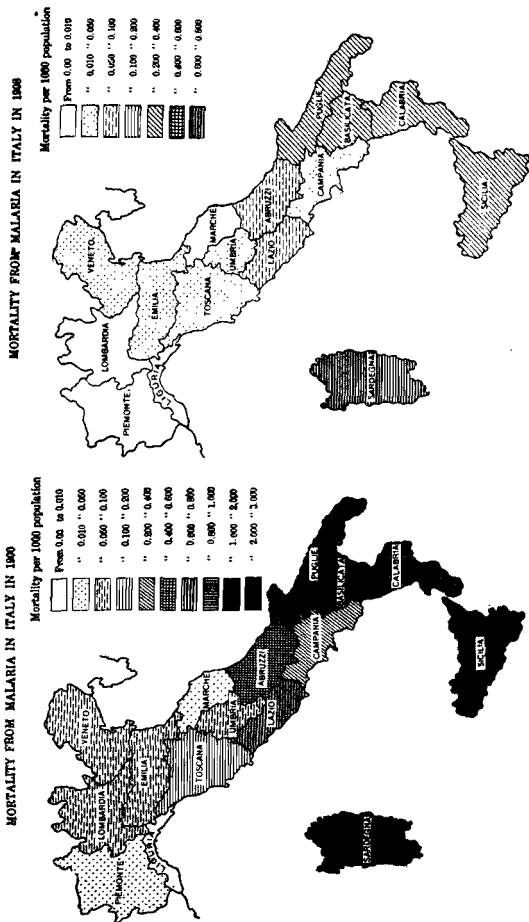 MORTALITY FROM MALARIA IN ITALY IN 1900
Mortality per 1000 population
From 0.00 to 0.010
" 0.010 " 0.050
" 0.050 " 0.100
" 0.100 " 0.200
" 0.200 " 0.400
" 0.400 " 0.600
" 0.600 " 0.800
" 0.800 " 1.000
" 1.000 " 2.000
" 2.000 " 3.000
PIEMONTE
LOMBARDIA
VENETO
LIGURIA
EMILIA
TOSCANA
MARCHE
UMBRIA
LAZIO
ABRUZZI
CAMPANIA
PUGLIE
BASILICATA
CALABRIA
SICILIA
SARDEGNA
MORTALITY FROM MALARIA IN ITALY IN 1908
Mortality per 1000 population
From 0.00 to 0.010
" 0.010 " 0.050
" 0.050 " 0.100
" 0.100 " 0.200
" 0.200 " 0.400
" 0.400 " 0.600
" 0.600 " 0.800
PIEMONTE
LOMBARDIA
VENETO
LIGURIA
EMILIA
TOSCANA
MARCHE
UMBRIA
LAZIO
ABRUZZI
CAMPANIA
PUGLIE
BASILICATA
CALABRIA
SICILIA
SARDEGNA